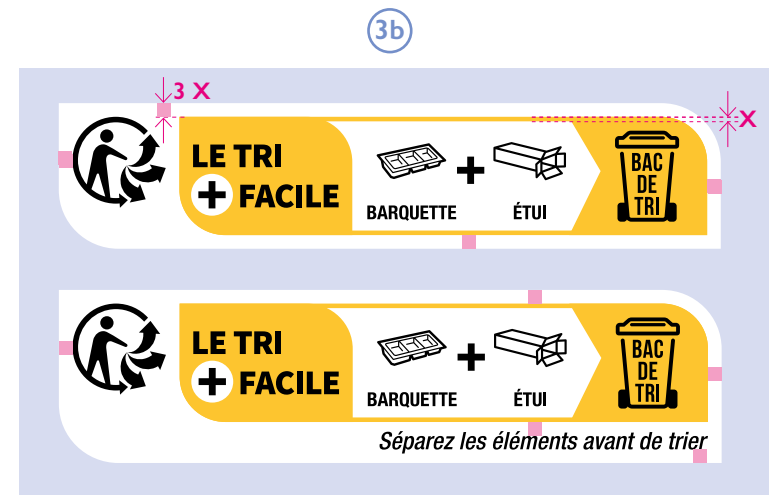 3b
3 X
X
LE TRI
+ FACILE
BARQUETTE
+
ÉTUI
BAC
DE
TRI
LE TRI
+ FACILE
BARQUETTE
+
ÉTUI
BAC
DE
TRI
Séparez les éléments avant de trier